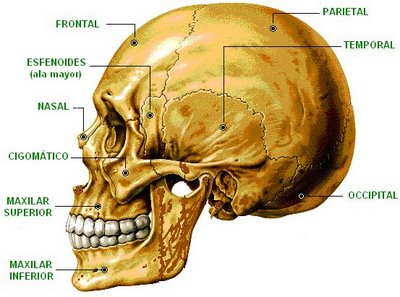 FRONTAL
PARIETAL
TEMPORAL
ESFENOIDES
(ala mayor)
NASAL
CIGOMÁTICO
MAXILAR
SUPERIOR
OCCIPITAL
MAXILAR
INFERIOR